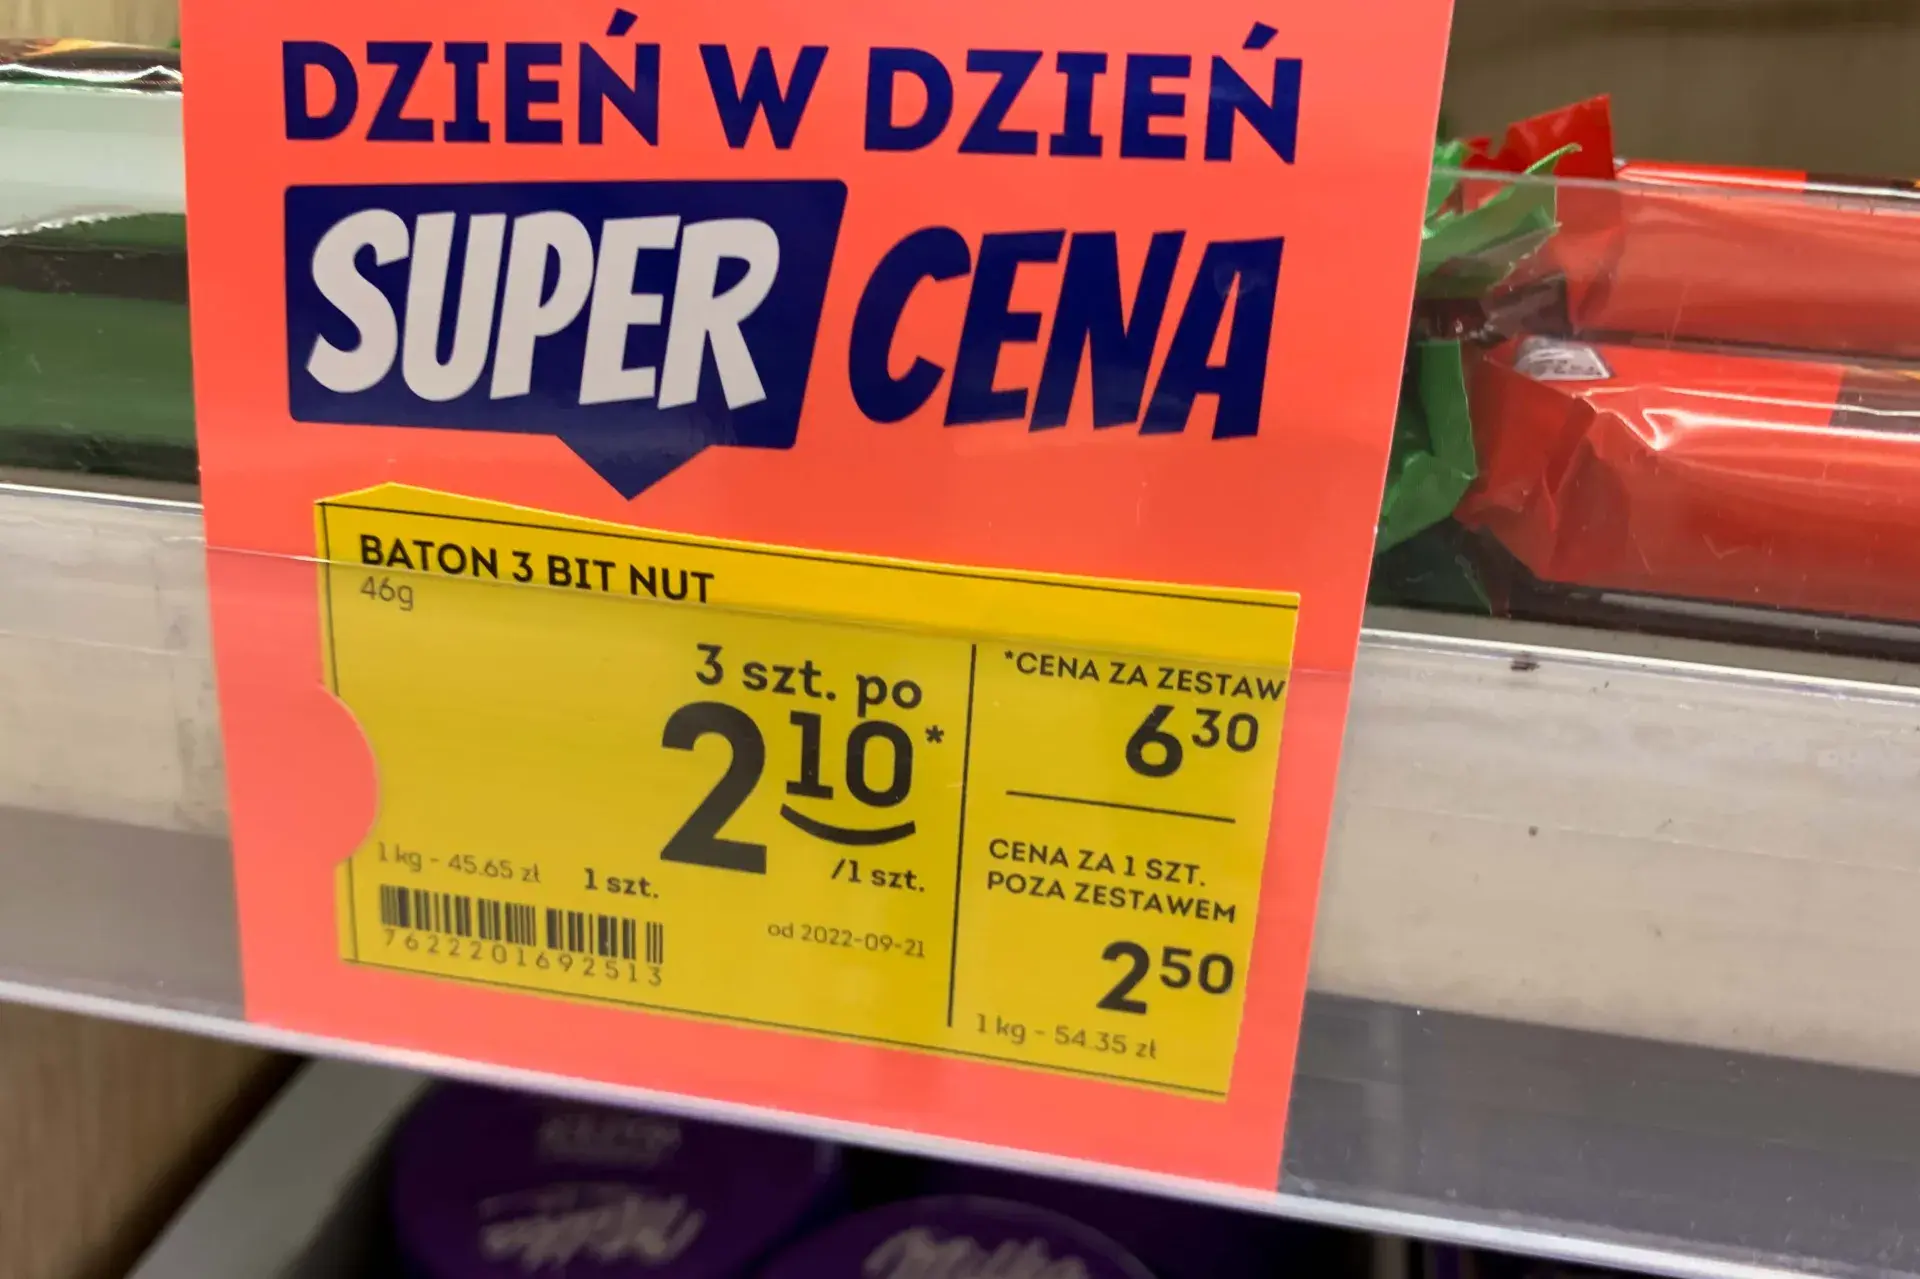 DZIEŃ W DZIEŃ
SUPER CENA
BATON 3 BIT NUT
46g
3 szt. po
2 10*
/1 szt.
1 kg - 45.65 zł 1 szt.
7622201692513
od 2022-09-21
*CENA ZA ZESTAW
6 30
CENA ZA 1 SZT.
POZA ZESTAWEM
2 50
1 kg - 54.35 zł
Milka
Milka